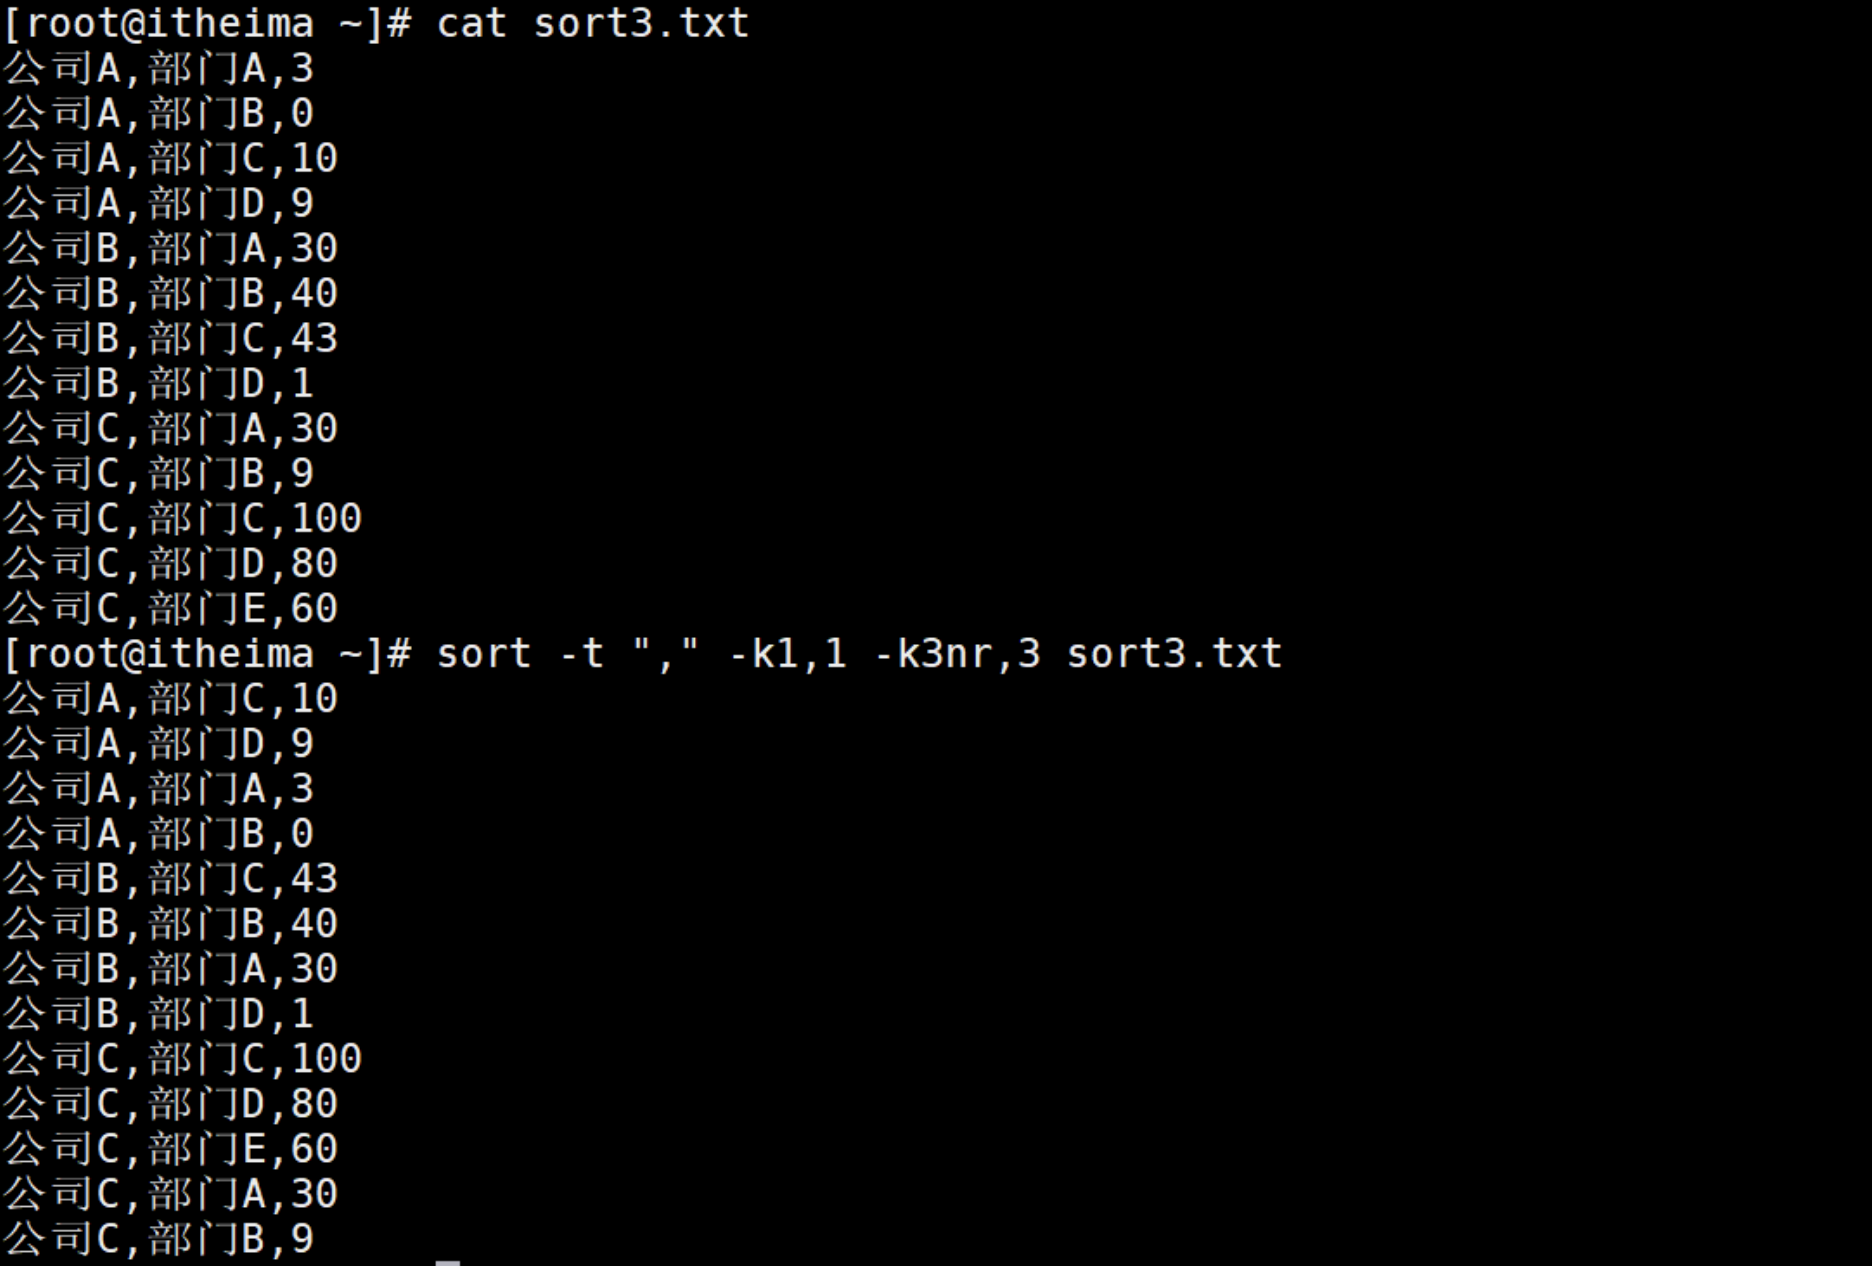 [root@itheima ~]# cat sort3.txt
公司A,部门A,3
公司A,部门B,0
公司A,部门C,10
公司A,部门D,9
公司B,部门A,30
公司B,部门B,40
公司B,部门C,43
公司B,部门D,1
公司C,部门A,30
公司C,部门B,9
公司C,部门C,100
公司C,部门D,80
公司C,部门E,60
[root@itheima ~]# sort -t "," -k1,1 -k3nr,3 sort3.txt
公司A,部门C,10
公司A,部门D,9
公司A,部门A,3
公司A,部门B,0
公司B,部门C,43
公司B,部门B,40
公司B,部门A,30
公司B,部门D,1
公司C,部门C,100
公司C,部门D,80
公司C,部门E,60
公司C,部门A,30
公司C,部门B,9